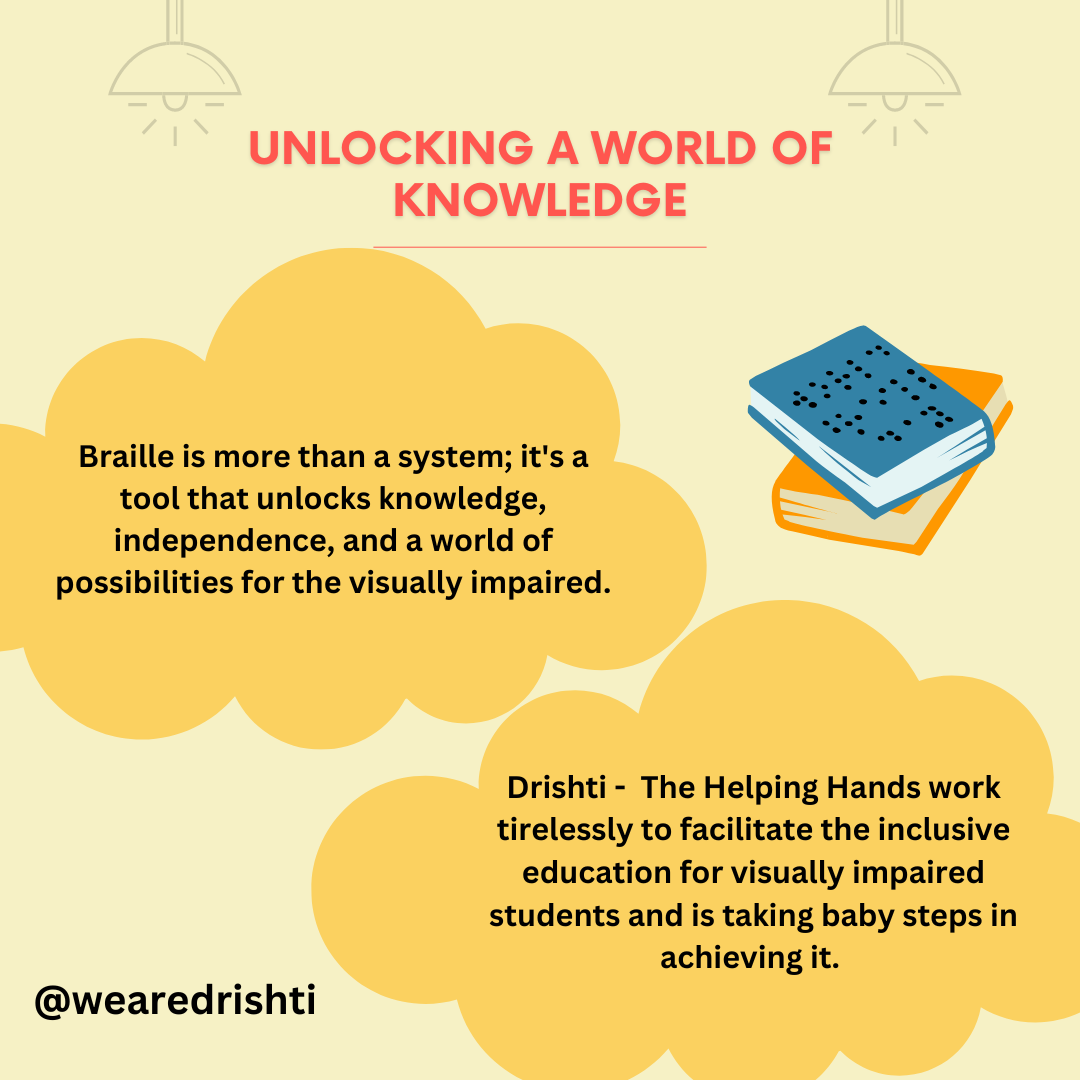 UNLOCKING A WORLD OF
KNOWLEDGE
Braille is more than a system; it's a
tool that unlocks knowledge,
independence, and a world of
possibilities for the visually impaired.
Drishti -  The Helping Hands work
tirelessly to facilitate the inclusive
education for visually impaired
students and is taking baby steps in
achieving it.
@wearedrishti